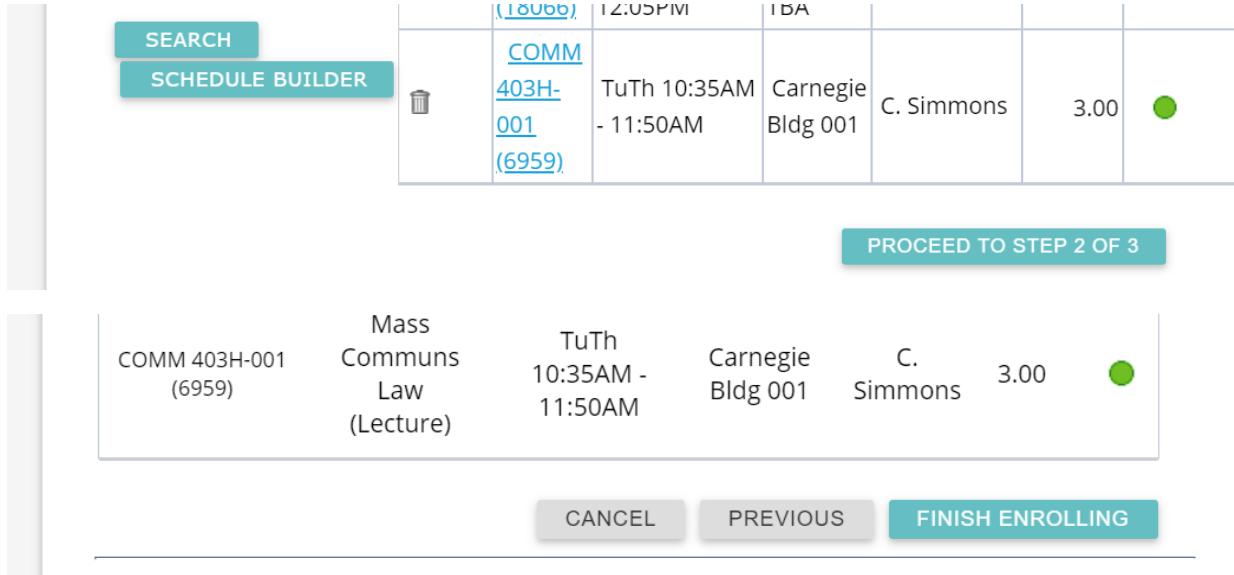 (18066) 12:05PM TBA
SEARCH
SCHEDULE BUILDER
COMM
403H-
001
(6959)
TuTh 10:35AM
- 11:50AM
Carnegie
Bldg 001
C. Simmons
3.00
PROCEED TO STEP 2 OF 3
COMM 403H-001
(6959)
Mass
Communs
Law
(Lecture)
TuTh
10:35AM -
11:50AM
Carnegie
Bldg 001
C.
Simmons
3.00
CANCEL
PREVIOUS
FINISH ENROLLING